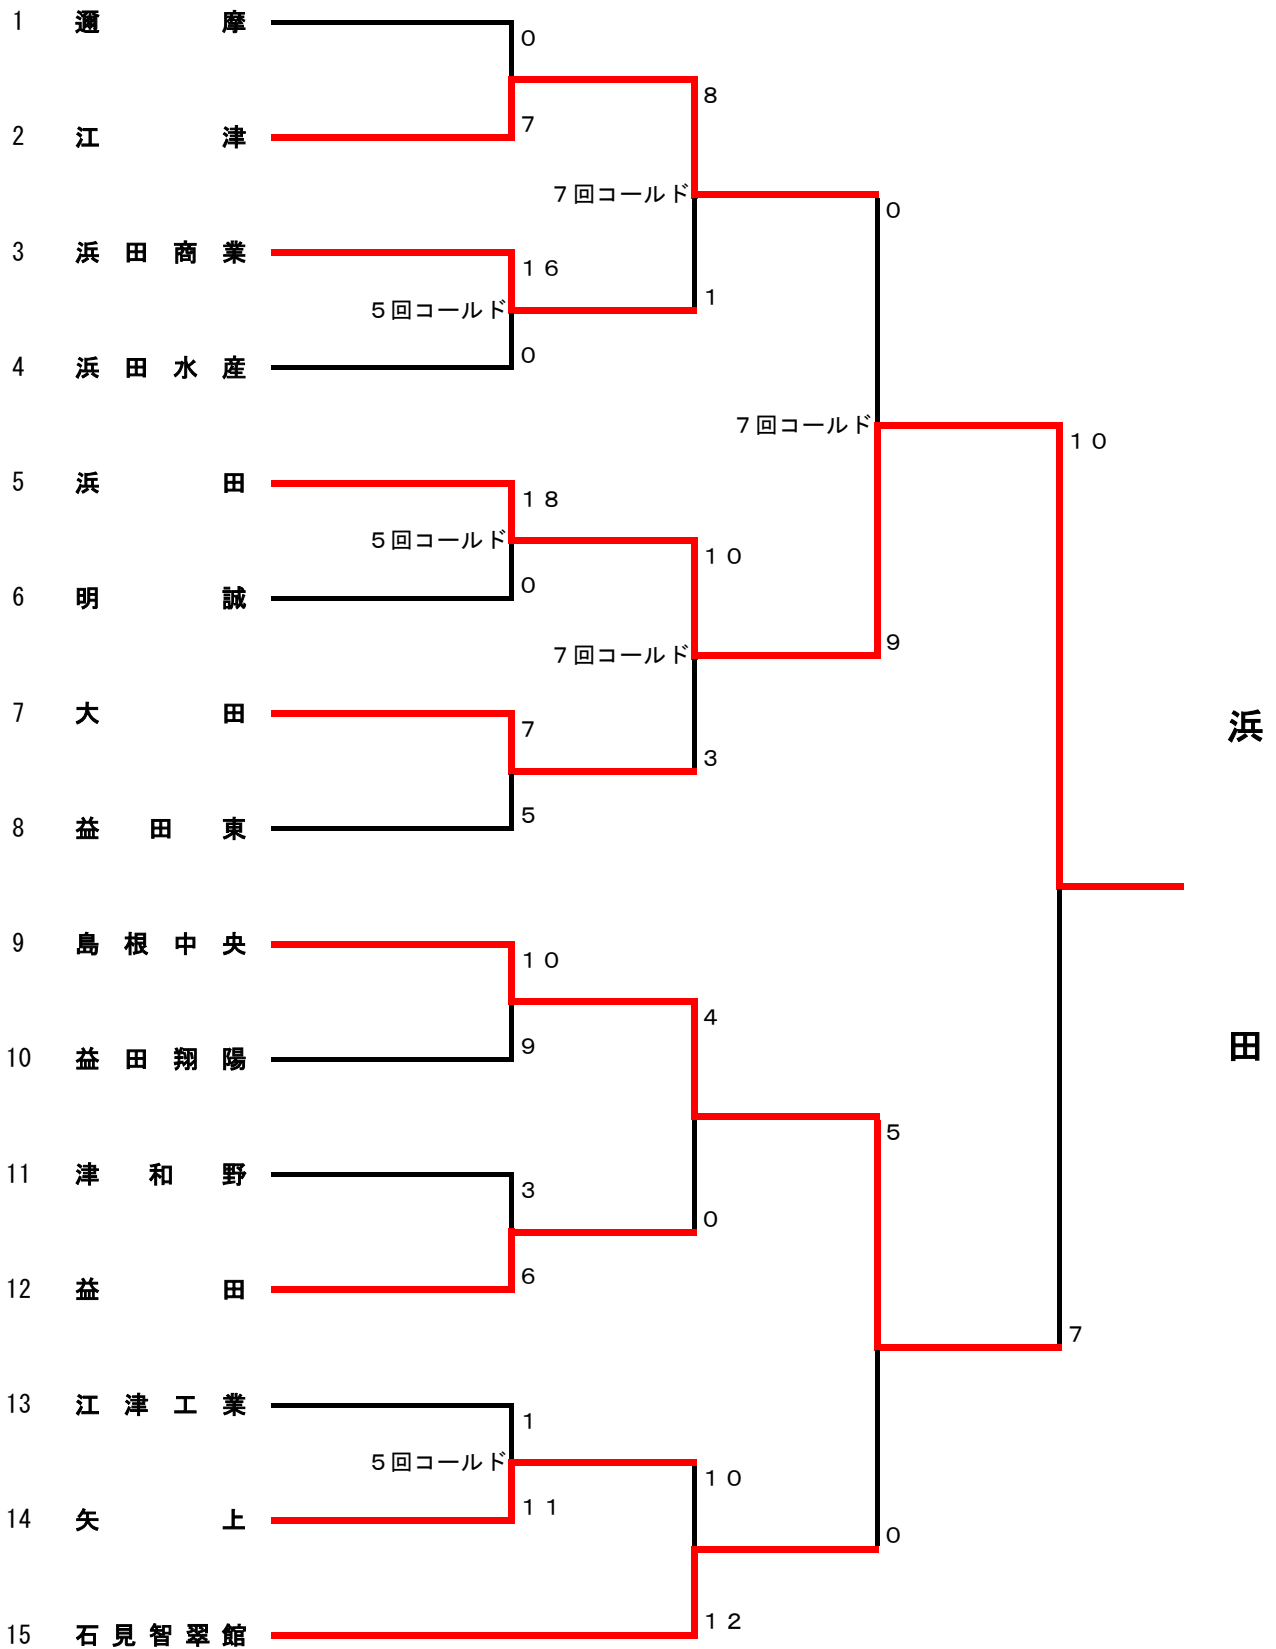 1 邇摩
0
8
7
2 江津
7回コールド
0
3 浜田商業
16
1
5回コールド
0
4 浜田水産
7回コールド
10
5 浜田
18
5回コールド
10
0
6 明誠
9
7回コールド
7 大田
7
3
浜
5
8 益田東
9 島根中央
10
4
9
10 益田翔陽
田
5
11 津和野
3
0
6
12 益田
7
13 江津工業
1
5回コールド
10
11
14 矢上
0
12
15 石見智翠館